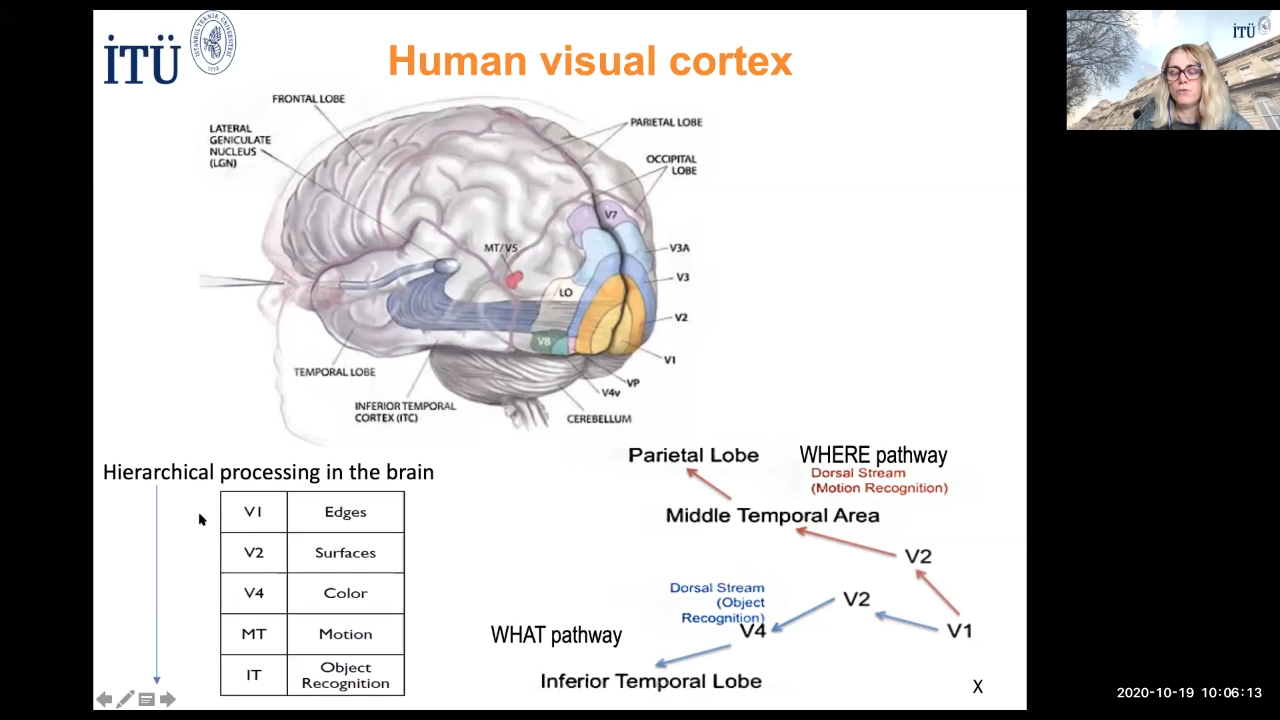 İTÜ
Human visual cortex
FRONTAL LOBE
LATERAL
GENICULATE
NUCLEUS
(LGN)
PARIETAL LOBE
OCCIPITAL
LOBE
V7
MT/V5
V3A
V3
LO
V2
V8
V1
VP
V4v
TEMPORAL LOBE
INFERIOR TEMPORAL
CORTEX (ITC)
CEREBELLUM
Hierarchical processing in the brain
V1 Edges
V2 Surfaces
V4 Color
MT Motion
IT Object
Recognition
Parietal Lobe
WHERE pathway
Dorsal Stream
(Motion Recognition)
Middle Temporal Area
V2
Dorsal Stream
(Object
Recognition)
V2
V4
V1
WHAT pathway
Inferior Temporal Lobe
X
İTÜ
2020-10-19 10:06:13